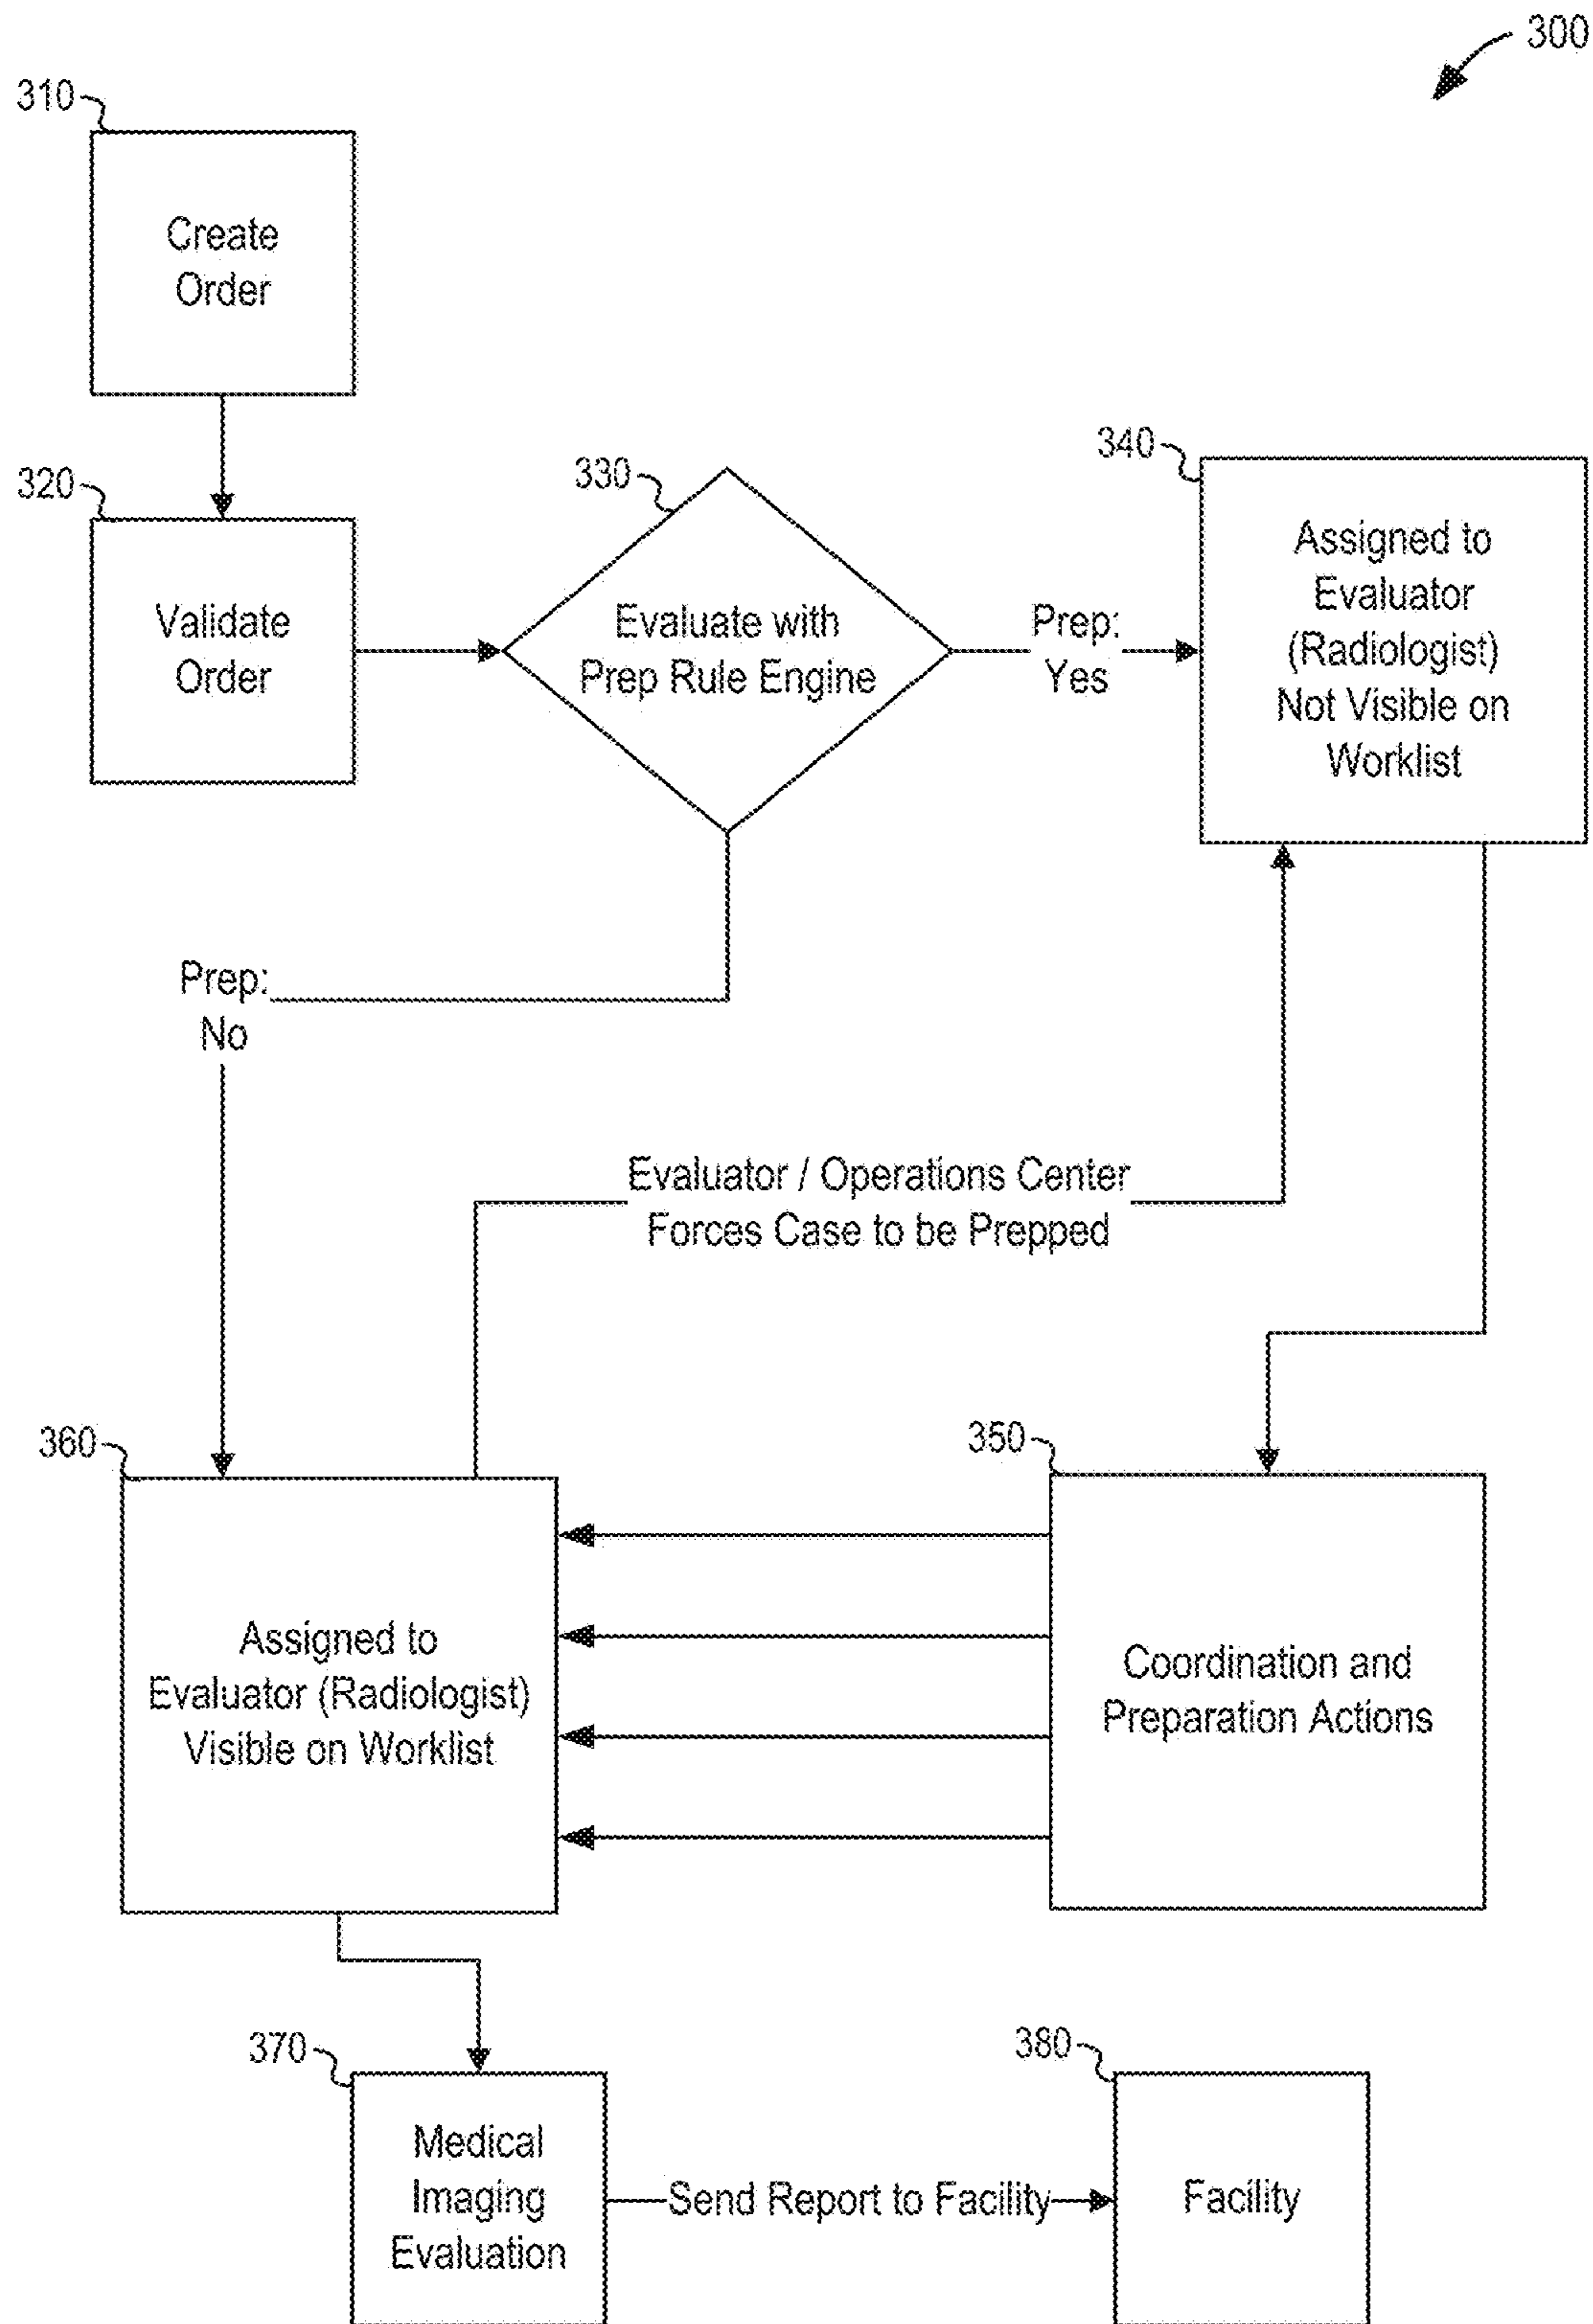 300
310
Create
Order
320
Validate
Order
330
Evaluate with
Prep Rule Engine
Prep:
Yes
340
Assigned to
Evaluator
(Radiologist)
Not Visible on
Worklist
Prep:
No
Evaluator / Operations Center
Forces Case to be Prepped
360
Assigned to
Evaluator (Radiologist)
Visible on Worklist
350
Coordination and
Preparation Actions
370
Medical
Imaging
Evaluation
Send Report to Facility
380
Facility